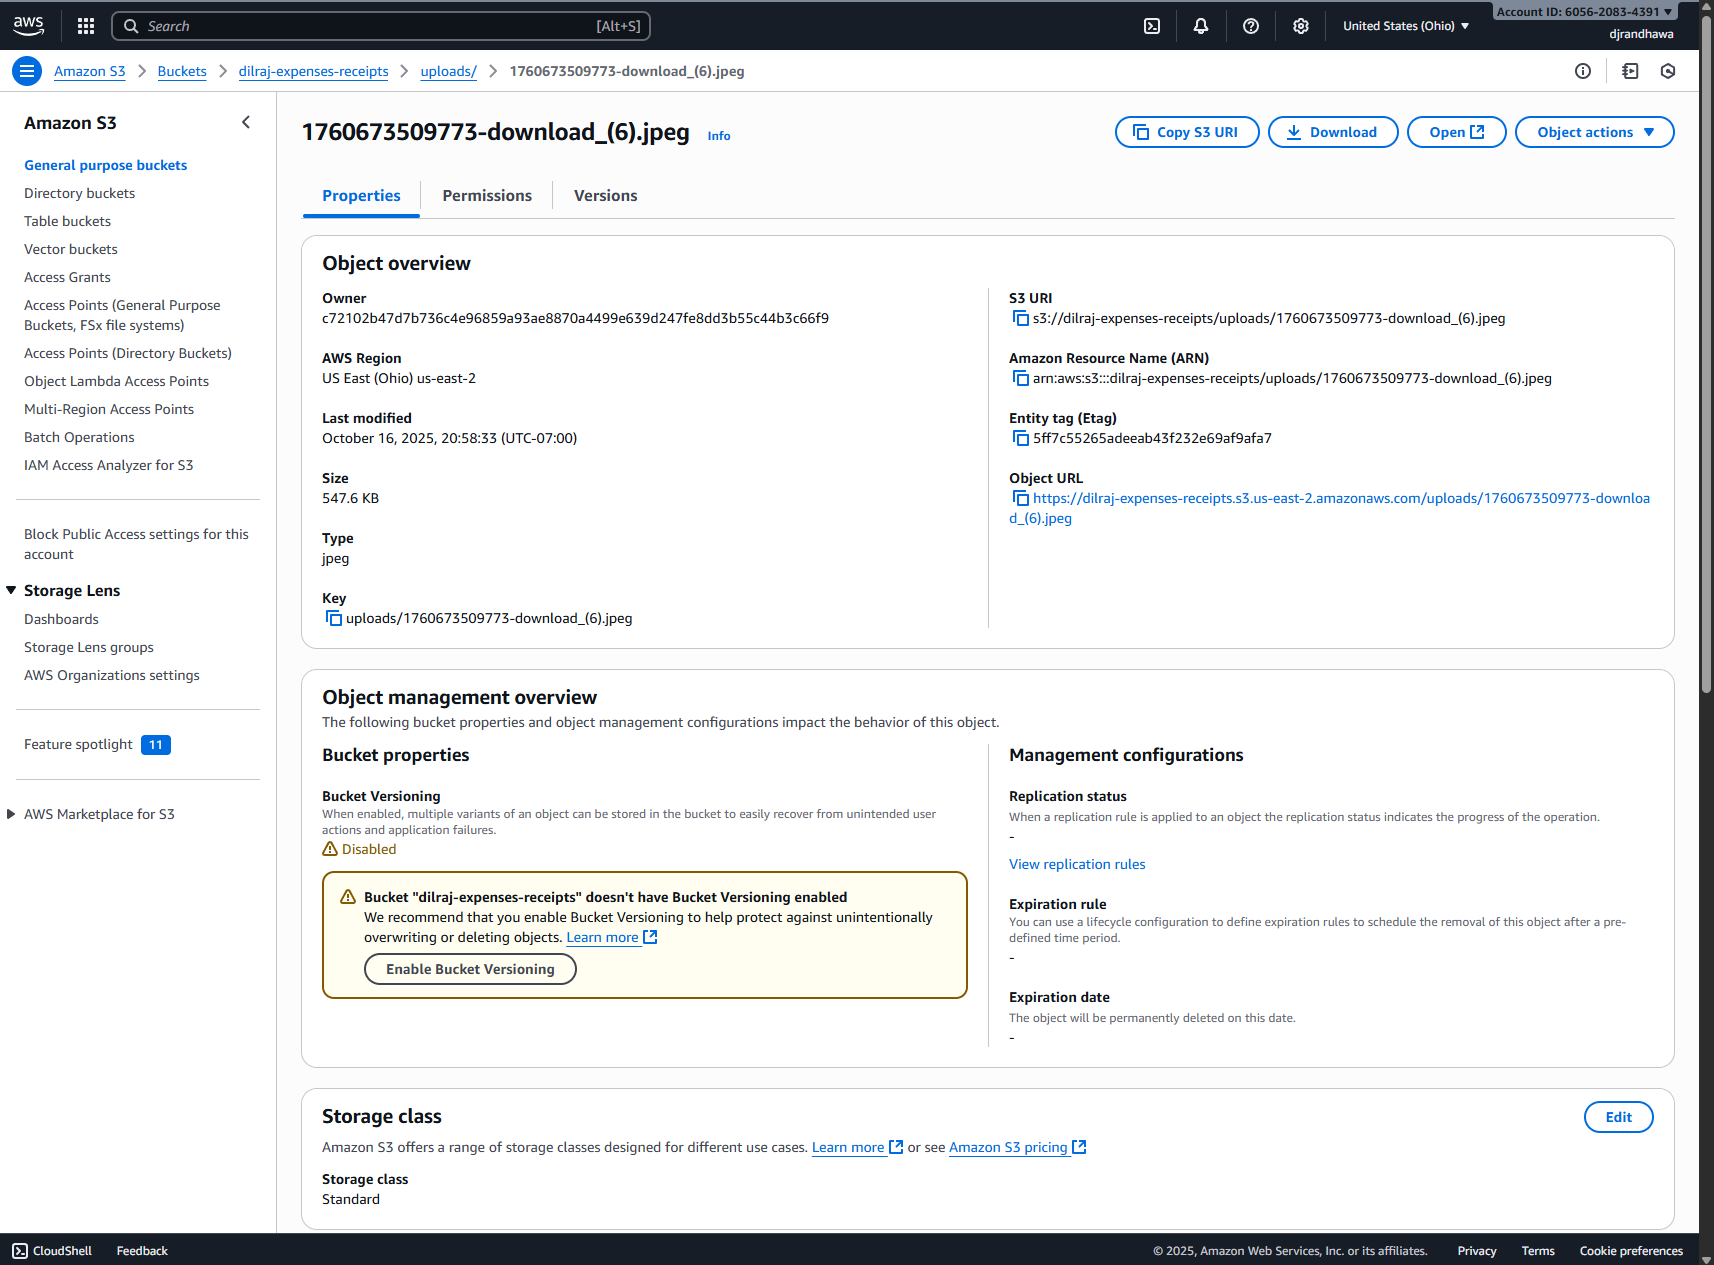 aws
Search [Alt+S]
United States (Ohio)
Account ID: 6056-2083-4391
djrandhawa
Amazon S3 > Buckets > dilraj-expenses-receipts > uploads/ > 1760673509773-download_(6).jpeg
Amazon S3
General purpose buckets
Directory buckets
Table buckets
Vector buckets
Access Grants
Access Points (General Purpose
Buckets, FSx file systems)
Access Points (Directory Buckets)
Object Lambda Access Points
Multi-Region Access Points
Batch Operations
IAM Access Analyzer for S3
Block Public Access settings for this
account
Storage Lens
Dashboards
Storage Lens groups
AWS Organizations settings
Feature spotlight 11
AWS Marketplace for S3
1760673509773-download_(6).jpeg Info
Copy S3 URI
Download
Open
Object actions
Properties
Permissions
Versions
Object overview
Owner
c72102b47d7b736c4e96859a93ae8870a4499e639d247fe8dd3b55c44b3c66f9
AWS Region
US East (Ohio) us-east-2
Last modified
October 16, 2025, 20:58:33 (UTC-07:00)
Size
547.6 KB
Type
jpeg
Key
uploads/1760673509773-download_(6).jpeg
S3 URI
s3://dilraj-expenses-receipts/uploads/1760673509773-download_(6).jpeg
Amazon Resource Name (ARN)
arn:aws:s3:::dilraj-expenses-receipts/uploads/1760673509773-download_(6).jpeg
Entity tag (Etag)
5ff7c55265adeeab43f232e69af9afa7
Object URL
https://dilraj-expenses-receipts.s3.us-east-2.amazonaws.com/uploads/1760673509773-downloa
d_(6).jpeg
Object management overview
The following bucket properties and object management configurations impact the behavior of this object.
Bucket properties
Bucket Versioning
When enabled, multiple variants of an object can be stored in the bucket to easily recover from unintended user
actions and application failures.
Disabled
Bucket "dilraj-expenses-receipts" doesn't have Bucket Versioning enabled
We recommend that you enable Bucket Versioning to help protect against unintentionally
overwriting or deleting objects. Learn more
Enable Bucket Versioning
Management configurations
Replication status
When a replication rule is applied to an object the replication status indicates the progress of the operation.
-
View replication rules
Expiration rule
You can use a lifecycle configuration to define expiration rules to schedule the removal of this object after a pre-
defined time period.
-
Expiration date
The object will be permanently deleted on this date.
-
Storage class
Edit
Amazon S3 offers a range of storage classes designed for different use cases. Learn more or see Amazon S3 pricing
Storage class
Standard
CloudShell
Feedback
© 2025, Amazon Web Services, Inc. or its affiliates.
Privacy
Terms
Cookie preferences